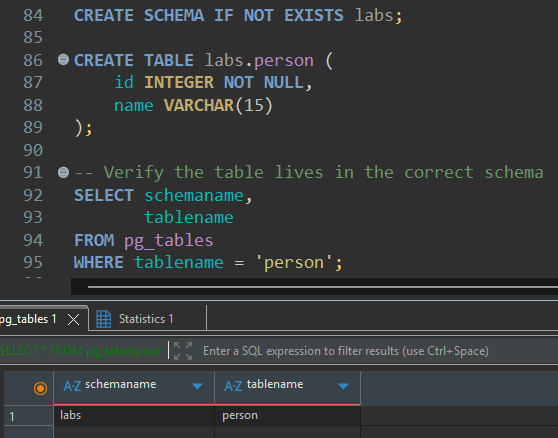 84 CREATE SCHEMA IF NOT EXISTS labs;
85
86 CREATE TABLE labs.person (
87 id INTEGER NOT NULL,
88 name VARCHAR(15)
89 );
90
91 -- Verify the table lives in the correct schema
92 SELECT schemaname,
93 tablename
94 FROM pg_tables
95 WHERE tablename = 'person';
pg_tables 1 Statistics 1
SELECT * FROM pg_tablespace Enter a SQL expression to filter results (use Ctrl+Space)
A-Z schemaname A-Z tablename
1 labs person